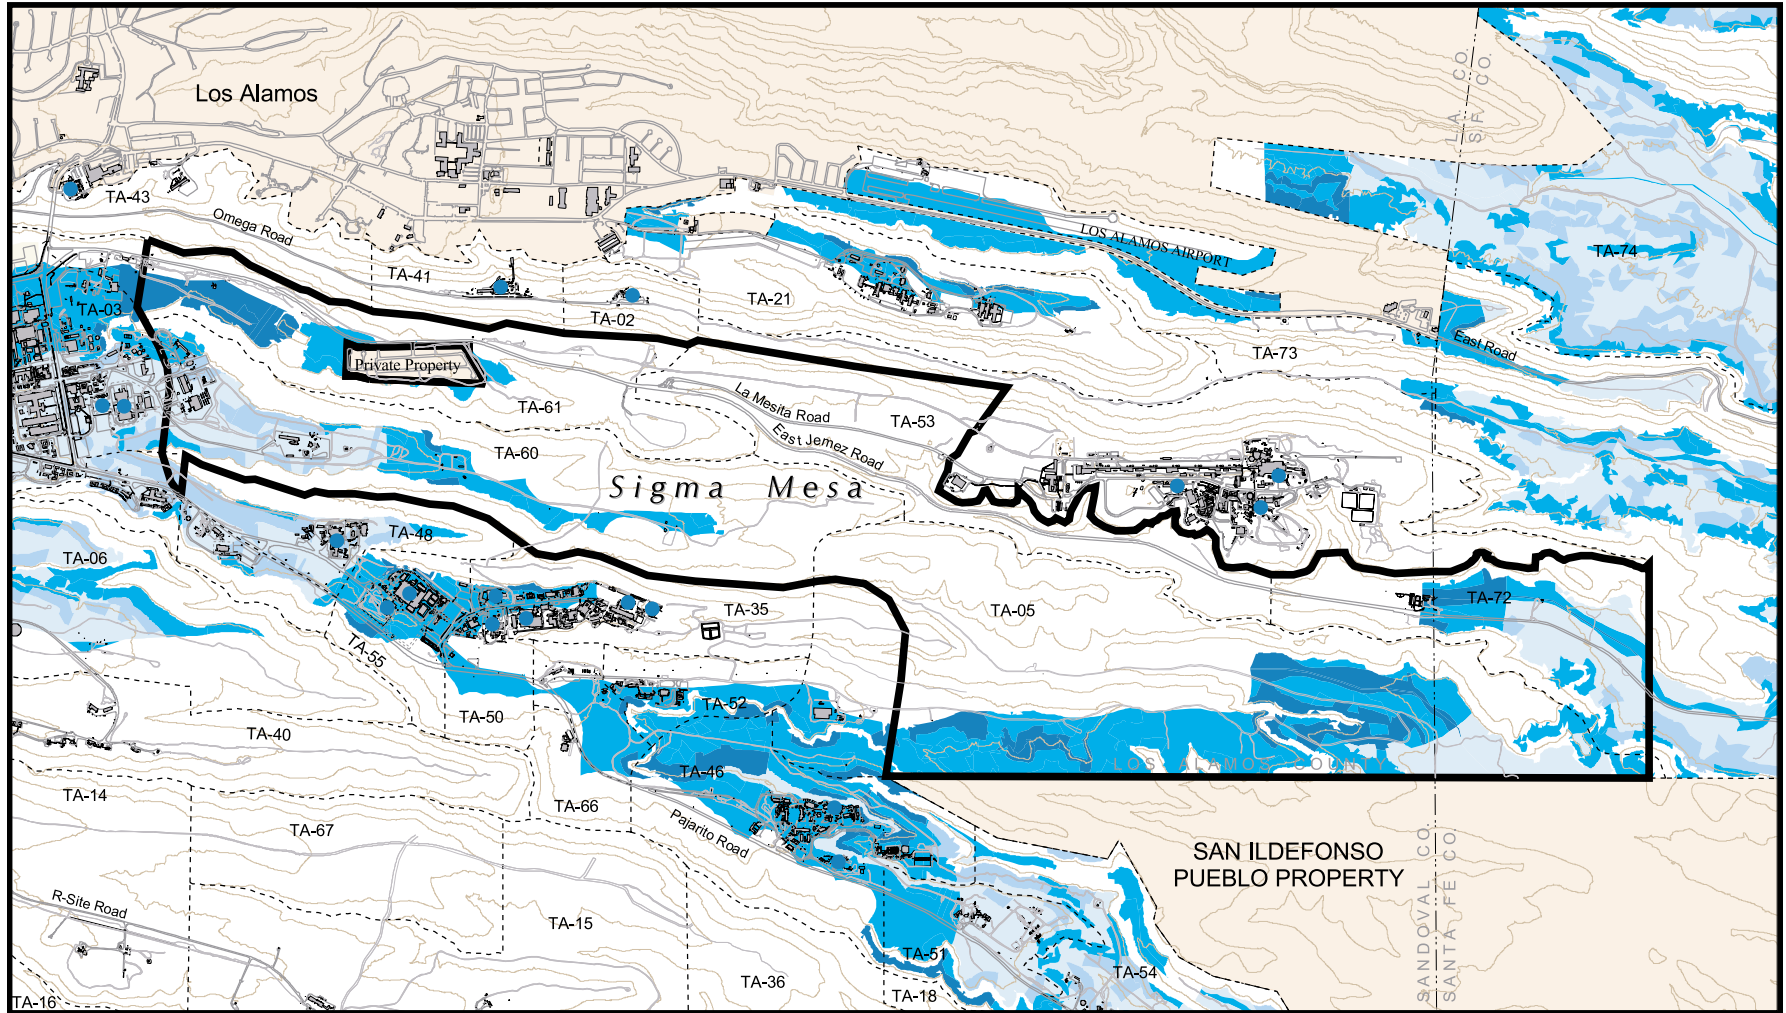 Los Alamos
LA CO.
SF CO.
TA-43
Omega Road
LOS ALAMOS AIRPORT
TA-74
TA-41
TA-21
TA-03
TA-02
East Road
TA-73
Private Property
La Mesita Road
TA-61
TA-53
East Jemez Road
TA-60
Sigma Mesa
TA-48
TA-06
TA-72
TA-35
TA-05
TA-55
TA-52
TA-50
TA-40
LOS ALAMOS COUNTY
TA-46
TA-14
TA-66
TA-67
Pajarito Road
SAN ILDEFONSO
PUEBLO PROPERTY
SANDOVAL CO.
SANTA FE CO.
R-Site Road
TA-15
TA-51
TA-54
TA-36
TA-18
TA-16